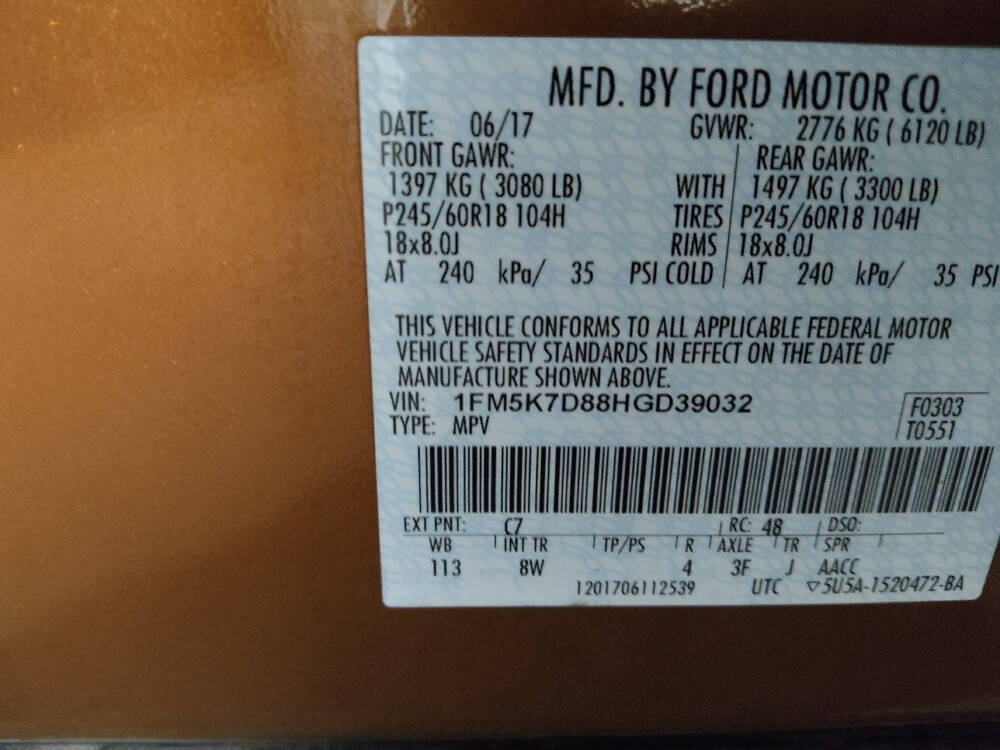 MFD. BY FORD MOTOR CO.
DATE: 06/17 GVWR: 2776 KG ( 6120 LB)
FRONT GAWR: REAR GAWR:
1397 KG ( 3080 LB) WITH 1497 KG ( 3300 LB)
P245/60R18 104H TIRES P245/60R18 104H
18x8.0J RIMS 18x8.0J
AT 240 kPa/ 35 PSI COLD AT 240 kPa/ 35 PSI
THIS VEHICLE CONFORMS TO ALL APPLICABLE FEDERAL MOTOR
VEHICLE SAFETY STANDARDS IN EFFECT ON THE DATE OF
MANUFACTURE SHOWN ABOVE.
VIN: 1FM5K7D88HGD39032 F0303
TYPE: MPV T0551
EXT PNT: C7 RC: 48 DSO:
WB INT TR TP/PS R AXLE TR SPR
113 8W 4 3F J AACC
1201706112539 UTC ▽5U5A-1520472-BA